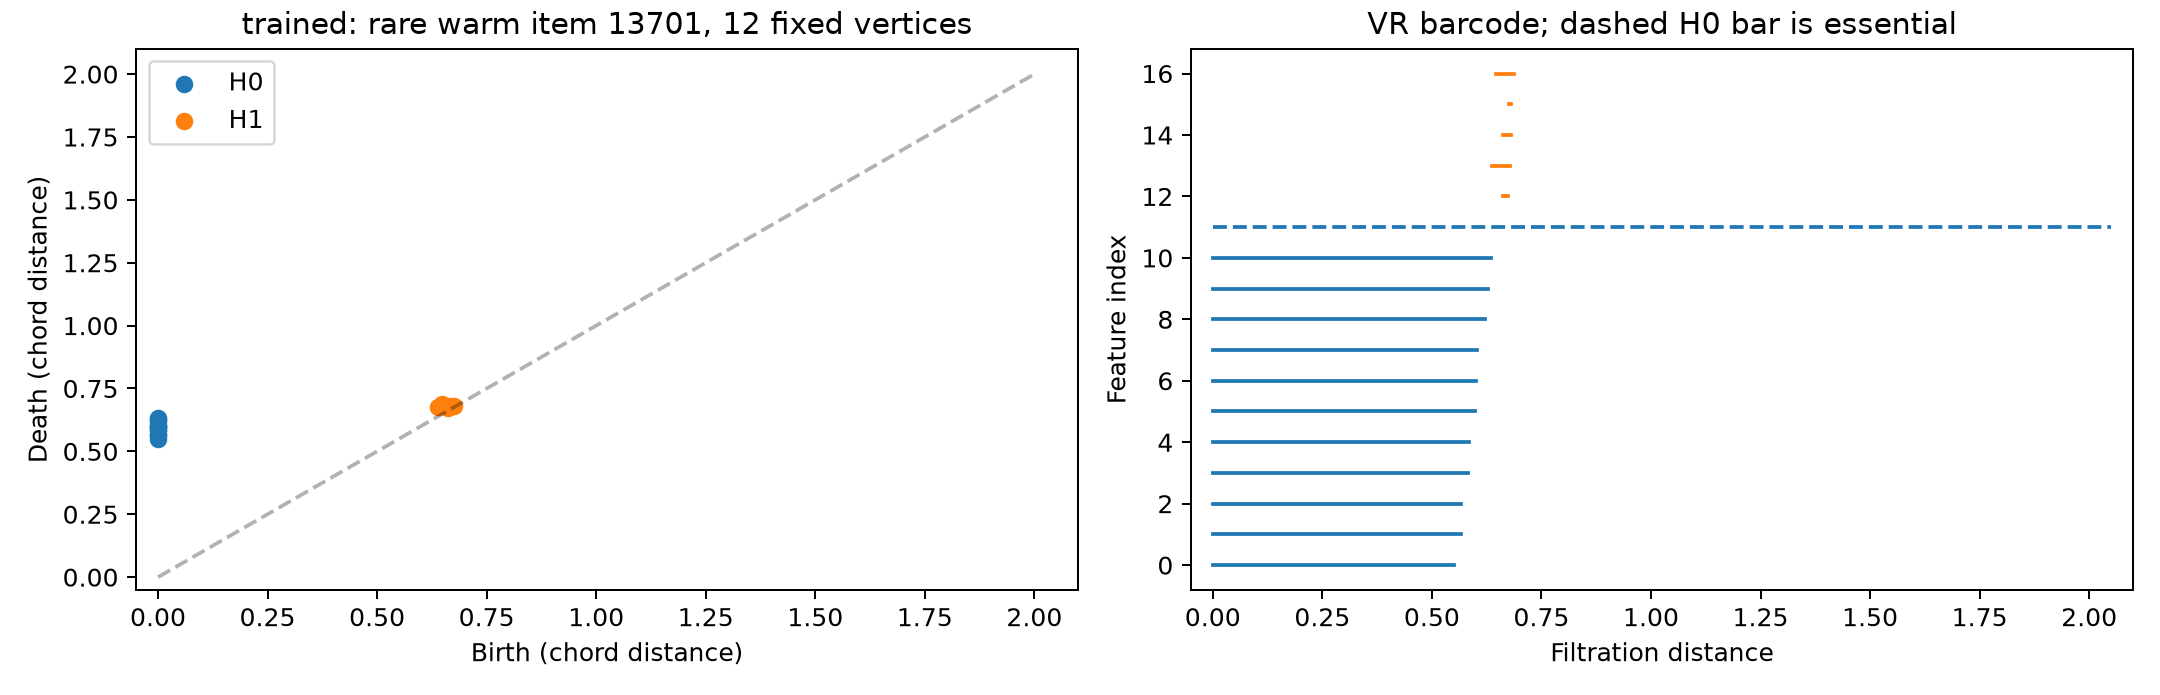 trained: rare warm item 13701, 12 fixed vertices
H0
H1
2.00
1.75
1.50
1.25
1.00
0.75
0.50
0.25
0.00
Death (chord distance)
0.00 0.25 0.50 0.75 1.00 1.25 1.50 1.75 2.00
Birth (chord distance)
VR barcode; dashed H0 bar is essential
16
14
12
10
8
6
4
2
0
Feature index
0.00 0.25 0.50 0.75 1.00 1.25 1.50 1.75 2.00
Filtration distance